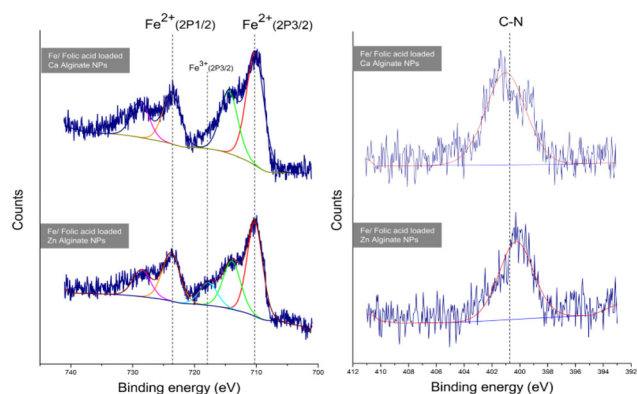 Fe2+(2P1/2) Fe2+(2P3/2)
Fe3+(2P3/2)
Fe/ Folic acid loaded
Ca Alginate NPs
Fe/ Folic acid loaded
Zn Alginate NPs
Counts
740 730 720 710 700
Binding energy (eV)
C-N
Fe/ Folic acid loaded
Ca Alginate NPs
Fe/ Folic acid loaded
Zn Alginate NPs
Counts
412 410 408 406 404 402 400 398 396 394 392
Binding energy (eV)